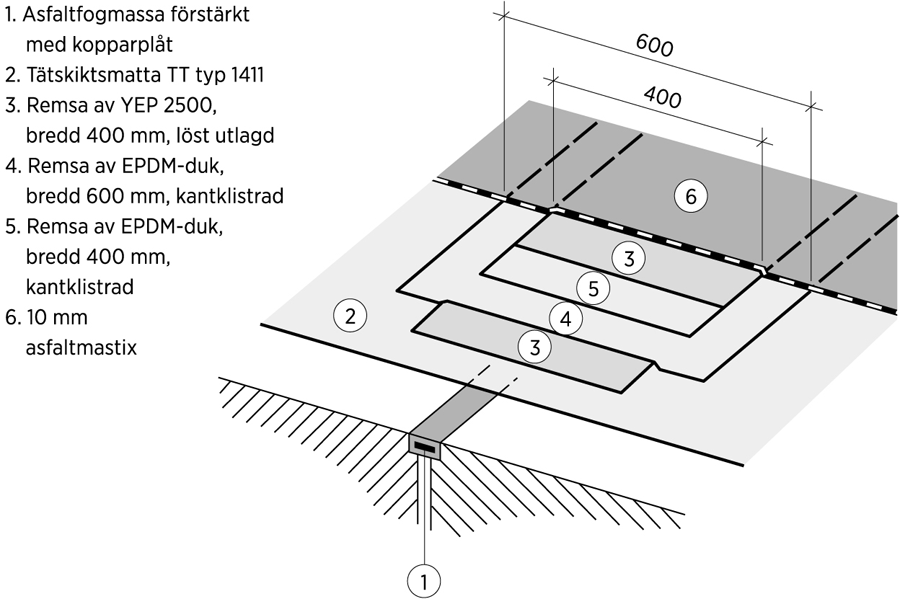 1. Asfaltfogmassa förstärkt
med kopparplåt
2. Tätskiktsmatta TT typ 1411
3. Remsa av YEP 2500,
bredd 400 mm, löst utlagd
4. Remsa av EPDM-duk,
bredd 600 mm, kantklistrad
5. Remsa av EPDM-duk,
bredd 400 mm,
kantklistrad
6. 10 mm
asfaltmastix
600
400
6
3
5
4
3
2
1